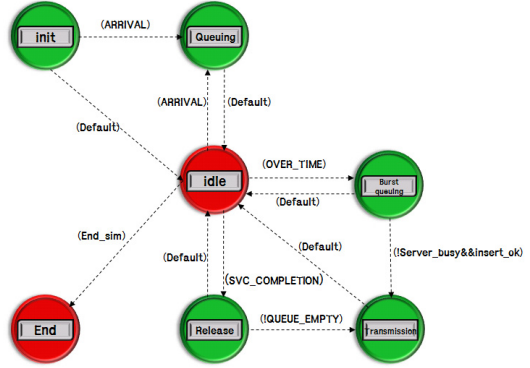 init
(ARRIVAL)
Queuing
(ARRIVAL)
(Default)
(Default)
idle
(OVER_TIME)
Burst
queuing
(Default)
(End_sim)
(Default)
(Default)
(!Server_busy&&insert_ok)
(SVC_COMPLETION)
End
Release
(!QUEUE_EMPTY)
Transmission